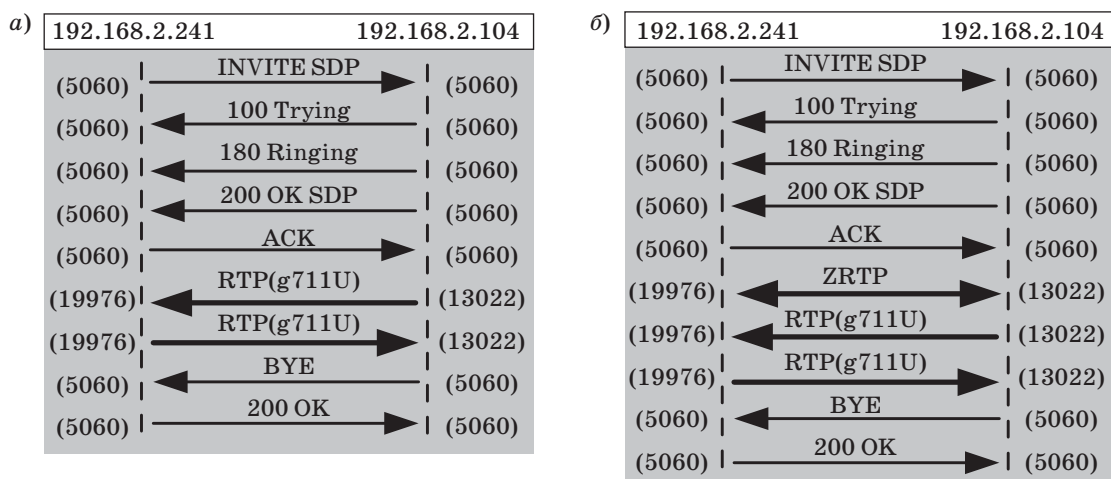 а)
192.168.2.241 192.168.2.104
INVITE SDP
(5060) (5060)
100 Trying
(5060) (5060)
180 Ringing
(5060) (5060)
200 OK SDP
(5060) (5060)
ACK
(5060) (5060)
RTP(g711U)
(19976) (13022)
RTP(g711U)
(19976) (13022)
BYE
(5060) (5060)
200 OK
(5060) (5060)
б)
192.168.2.241 192.168.2.104
INVITE SDP
(5060) (5060)
100 Trying
(5060) (5060)
180 Ringing
(5060) (5060)
200 OK SDP
(5060) (5060)
ACK
(5060) (5060)
ZRTP
(19976) (13022)
RTP(g711U)
(19976) (13022)
RTP(g711U)
(19976) (13022)
BYE
(5060) (5060)
200 OK
(5060) (5060)